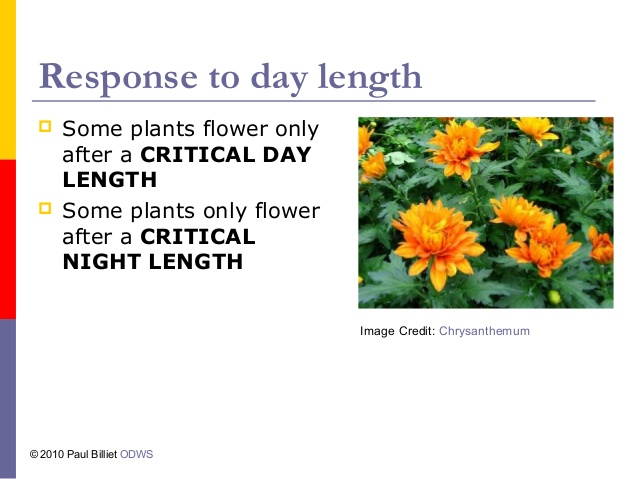 Response to day length
Some plants flower only
after a CRITICAL DAY
LENGTH
Some plants only flower
after a CRITICAL
NIGHT LENGTH
Image Credit: Chrysanthemum
© 2010 Paul Billiet ODWS